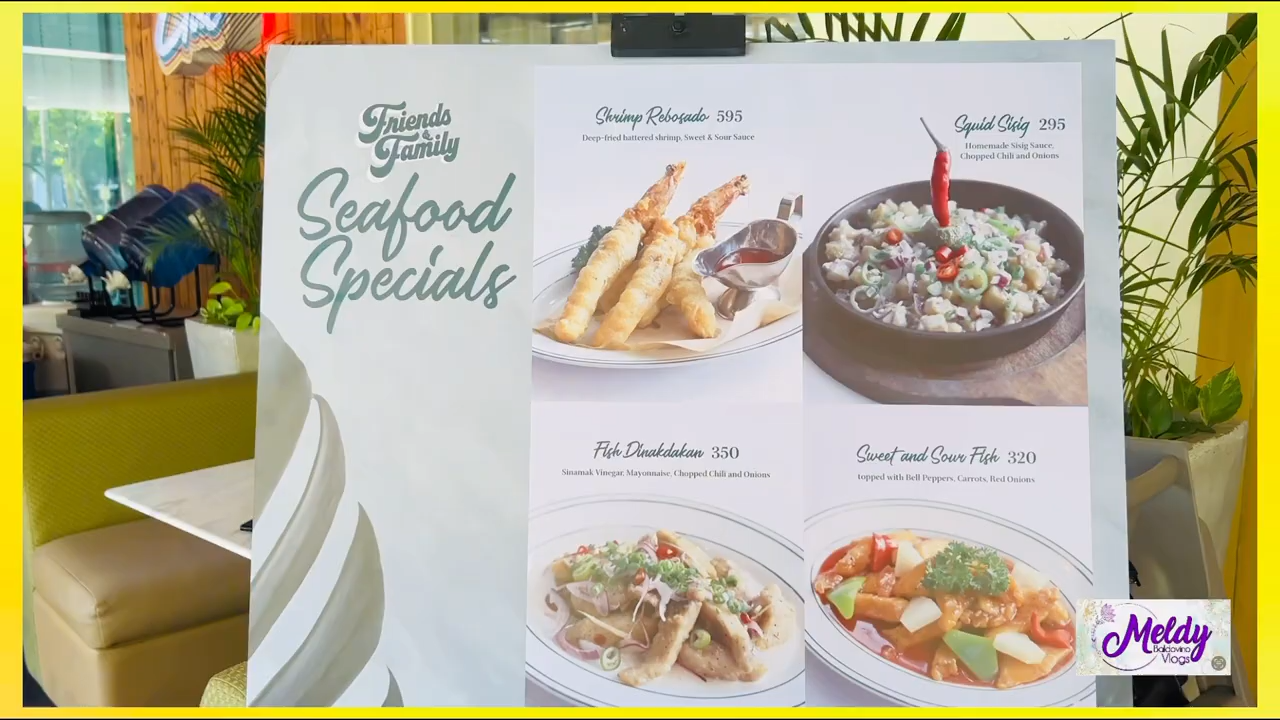 Friends
&
Family
Seafood
Specials
Shrimp Rebosado 595
Deep-fried battered shrimp, Sweet & Sour Sauce
Squid Sisig 295
Homemade Sisig Sauce,
Chopped Chili and Onions
Fish Dinakdakan 350
Sinamak Vinegar, Mayonnaise, Chopped Chili and Onions
Sweet and Sour Fish 320
topped with Bell Peppers, Carrots, Red Onions
Meldy
Baldovino
Vlogs